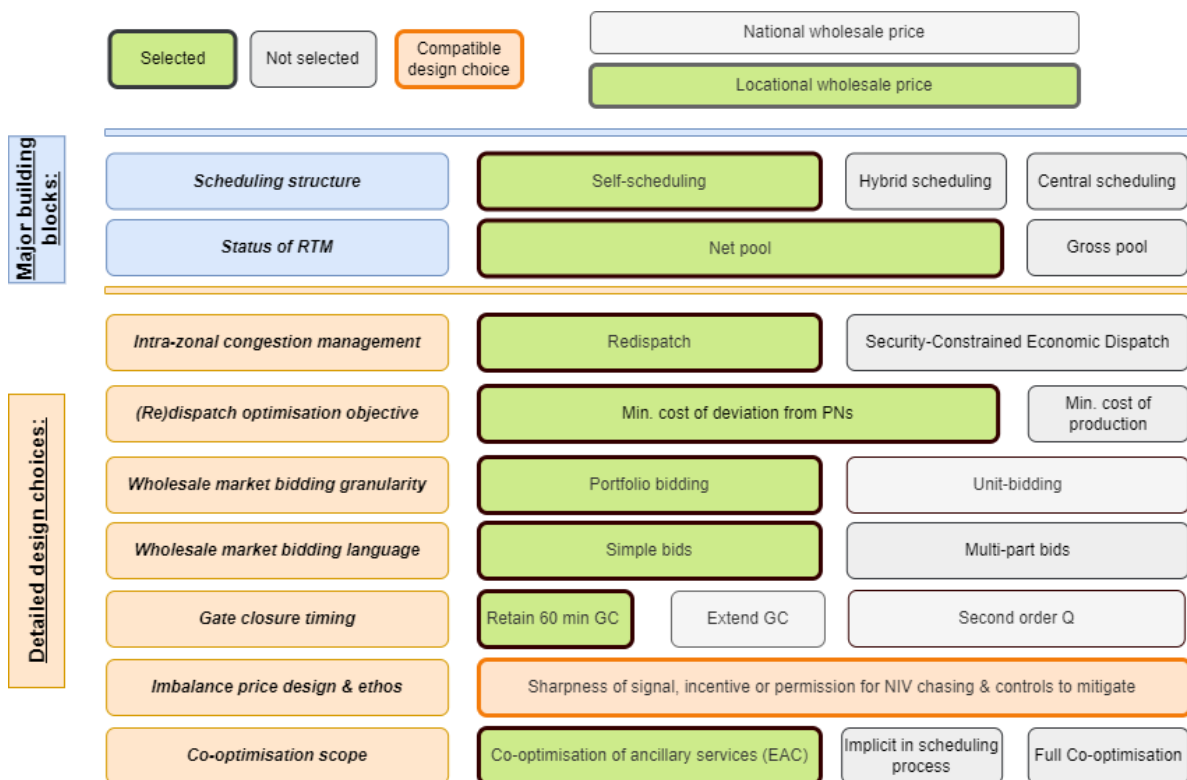 Selected
Not selected
Compatible
design choice
National wholesale price
Locational wholesale price
Major building
blocks:
Scheduling structure
Self-scheduling
Hybrid scheduling
Central scheduling
Status of RTM
Net pool
Gross pool
Detailed design choices:
Intra-zonal congestion management
Redispatch
Security-Constrained Economic Dispatch
(Re)dispatch optimisation objective
Min. cost of deviation from PNs
Min. cost of
production
Wholesale market bidding granularity
Portfolio bidding
Unit-bidding
Wholesale market bidding language
Simple bids
Multi-part bids
Gate closure timing
Retain 60 min GC
Extend GC
Second order Q
Imbalance price design & ethos
Sharpness of signal, incentive or permission for NIV chasing & controls to mitigate
Co-optimisation scope
Co-optimisation of ancillary services (EAC)
Implicit in scheduling
process
Full Co-optimisation